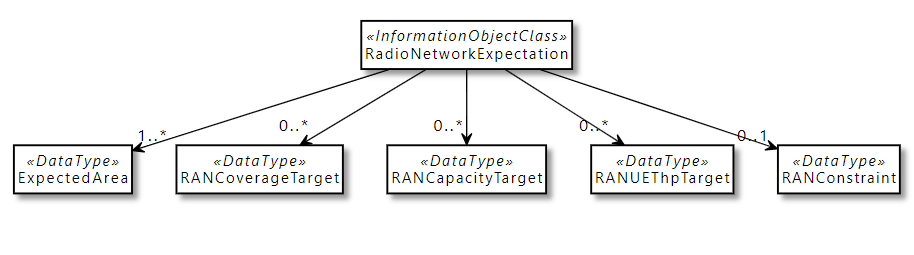 «InformationObjectClass»
RadioNetworkExpectation
1..*
0..*
0..*
0..*
0..1
«DataType»
ExpectedArea
«DataType»
RANCoverageTarget
«DataType»
RANCapacityTarget
«DataType»
RANUEThpTarget
«DataType»
RANConstraint